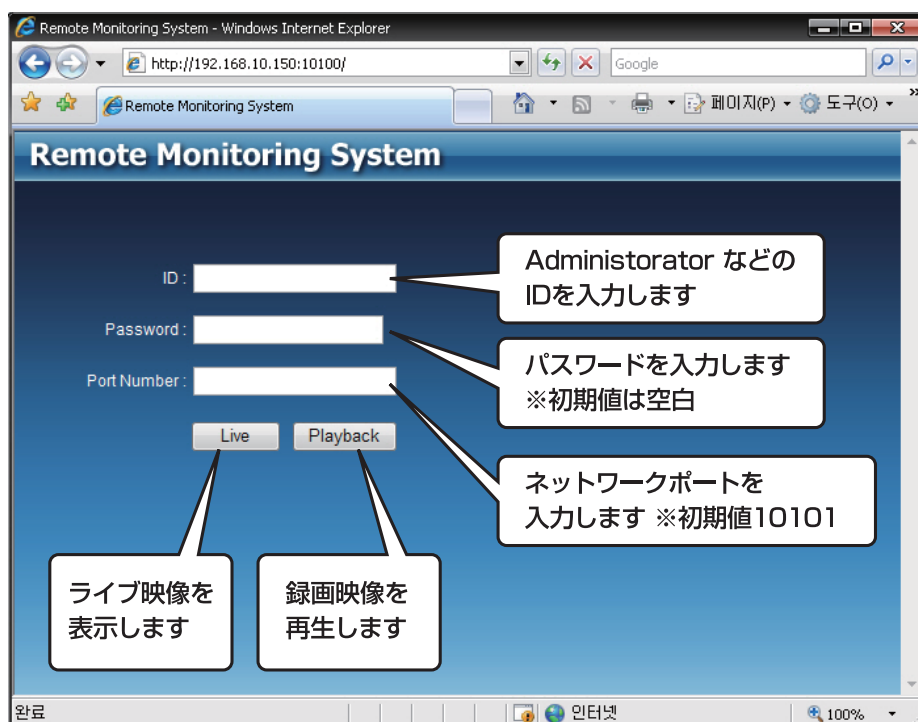 Remote Monitoring System - Windows Internet Explorer
http://192.168.10.150:10100/
Google
Remote Monitoring System
페이지(P)
도구(O)
»
Remote Monitoring System
ID :
Administorator などの
IDを入力します
Password :
パスワードを入力します
※初期値は空白
Port Number :
Live
Playback
ネットワークポートを
入力します ※初期値10101
ライブ映像を
表示します
録画映像を
再生します
완료
인터넷
100%